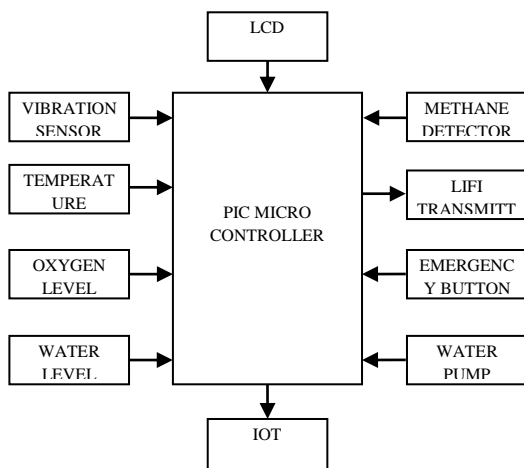 LCD
VIBRATION
SENSOR
METHANE
DETECTOR
TEMPERAT
URE
LIFI
TRANSMITT
PIC MICRO
CONTROLLER
OXYGEN
LEVEL
EMERGENC
Y BUTTON
WATER
LEVEL
WATER
PUMP
IOT